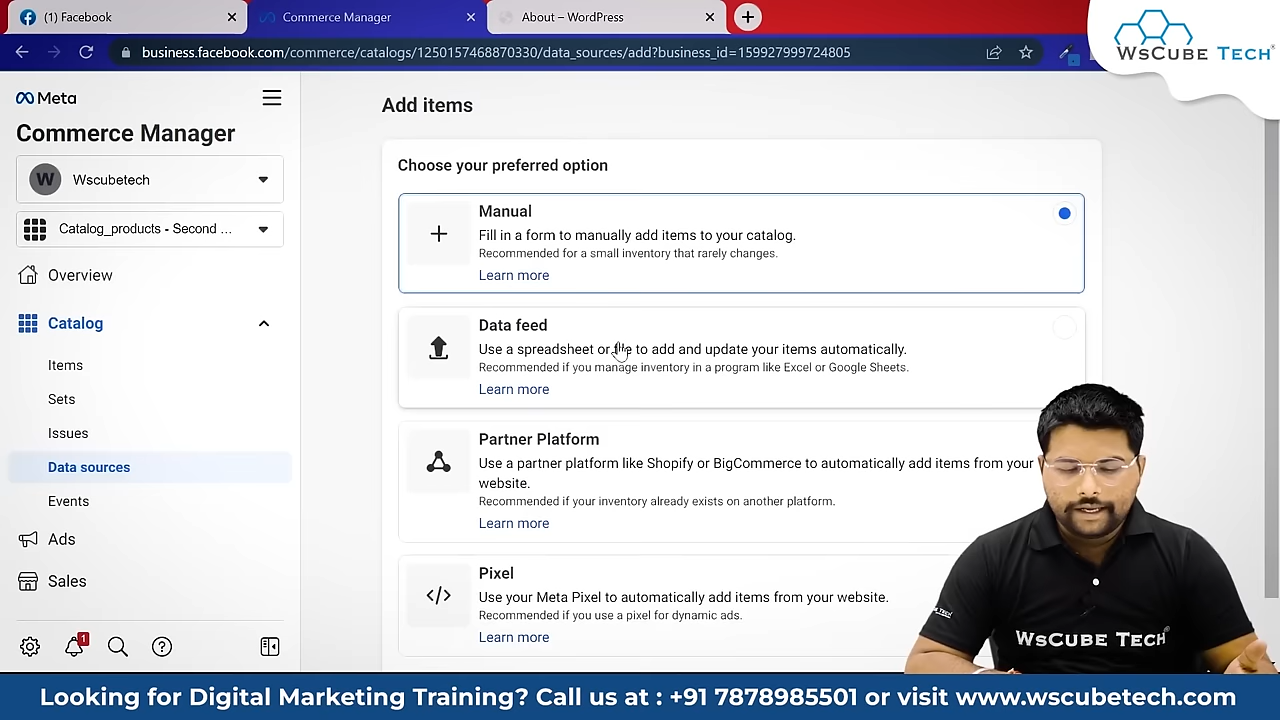 (1) Facebook
Commerce Manager
About – WordPress
business.facebook.com/commerce/catalogs/1250157468870330/data_sources/add?business_id=159927999724805
WsCube Tech®
Meta
Commerce Manager
W Wscubetech
Catalog_products - Second ...
Overview
Catalog
Items
Sets
Issues
Data sources
Events
Ads
Sales
1
Add items
Choose your preferred option
Manual
Fill in a form to manually add items to your catalog.
Recommended for a small inventory that rarely changes.
Learn more
Data feed
Use a spreadsheet or file to add and update your items automatically.
Recommended if you manage inventory in a program like Excel or Google Sheets.
Learn more
Partner Platform
Use a partner platform like Shopify or BigCommerce to automatically add items from your
website.
Recommended if your inventory already exists on another platform.
Learn more
Pixel
Use your Meta Pixel to automatically add items from your website.
Recommended if you use a pixel for dynamic ads.
Learn more
WsCube Tech®
Looking for Digital Marketing Training? Call us at : +91 7878985501 or visit www.wscubetech.com